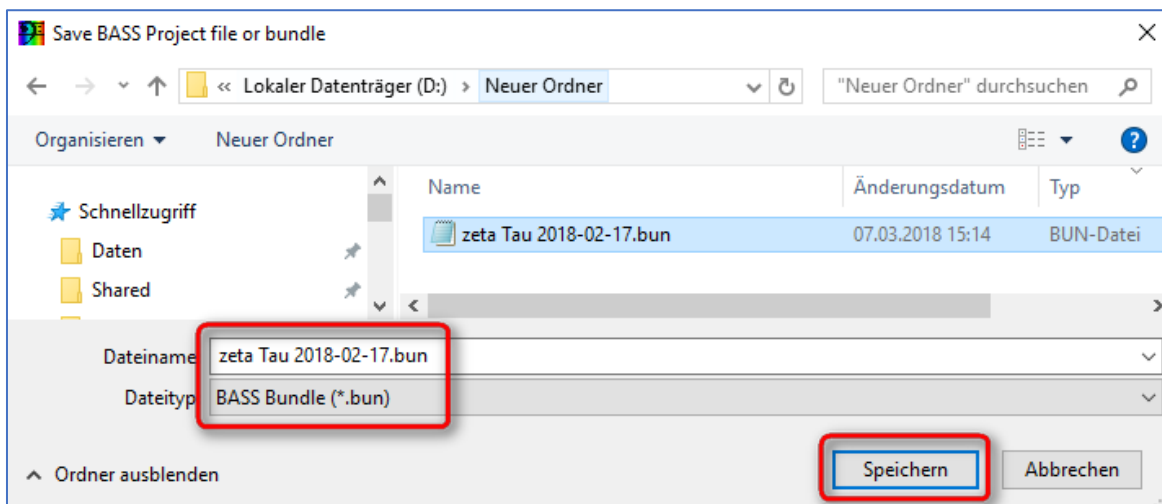 Save BASS Project file or bundle
« Lokaler Datenträger (D:) > Neuer Ordner
"Neuer Ordner" durchsuchen
Organisieren Neuer Ordner
Name Änderungsdatum Typ
Schnellzugriff
zeta Tau 2018-02-17.bun 07.03.2018 15:14 BUN-Datei
Daten
Shared
Dateiname zeta Tau 2018-02-17.bun
Dateityp BASS Bundle (*.bun)
Ordner ausblenden
Speichern Abbrechen